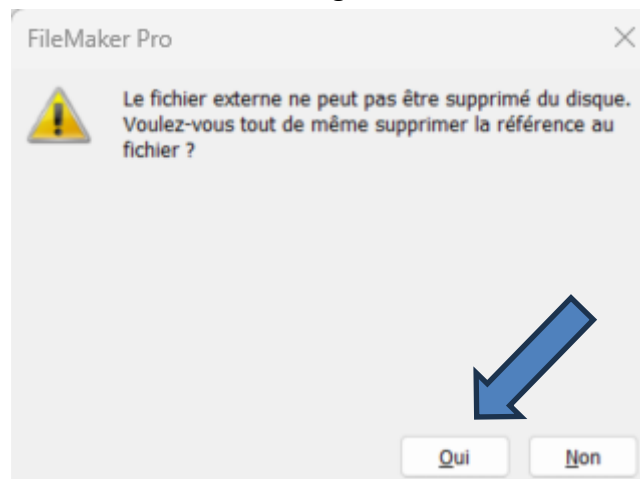 FileMaker Pro
Le fichier externe ne peut pas être supprimé du disque.
Voulez-vous tout de même supprimer la référence au
fichier ?
Oui
Non